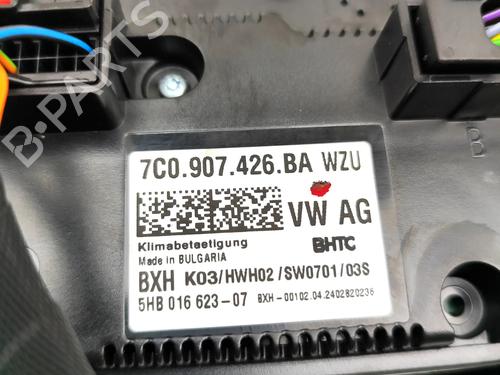 B-PARTS
7C0.907.426.BA WZU
VW AG
Klimabetaetigung
Made in BULGARIA
BHTC
BXH K03/HWH02/SW0701/03S
5HB 016 623-07 BXH-00102.04.2402820236
B